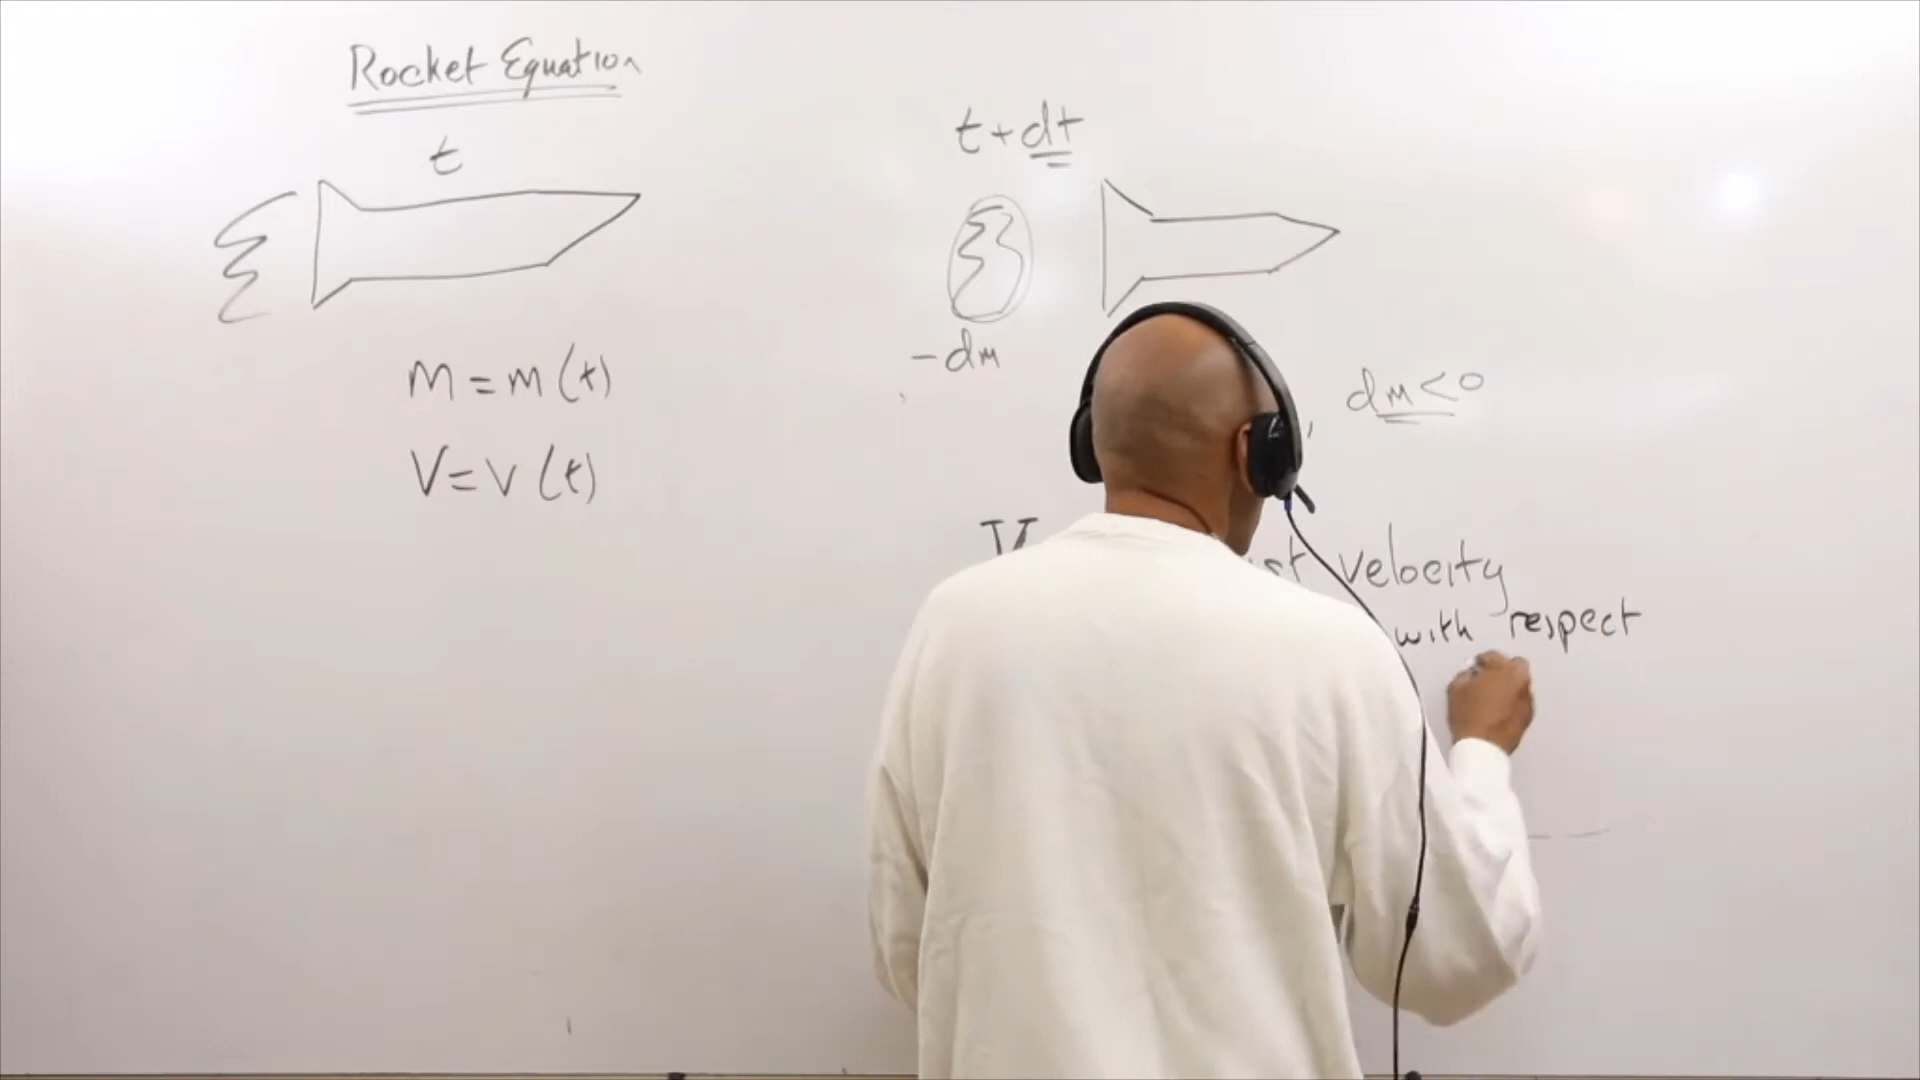 Rocket Equation
t
m = m (t)
V = v (t)
t + dt
- dm
dm < 0
V
velocity
with respect